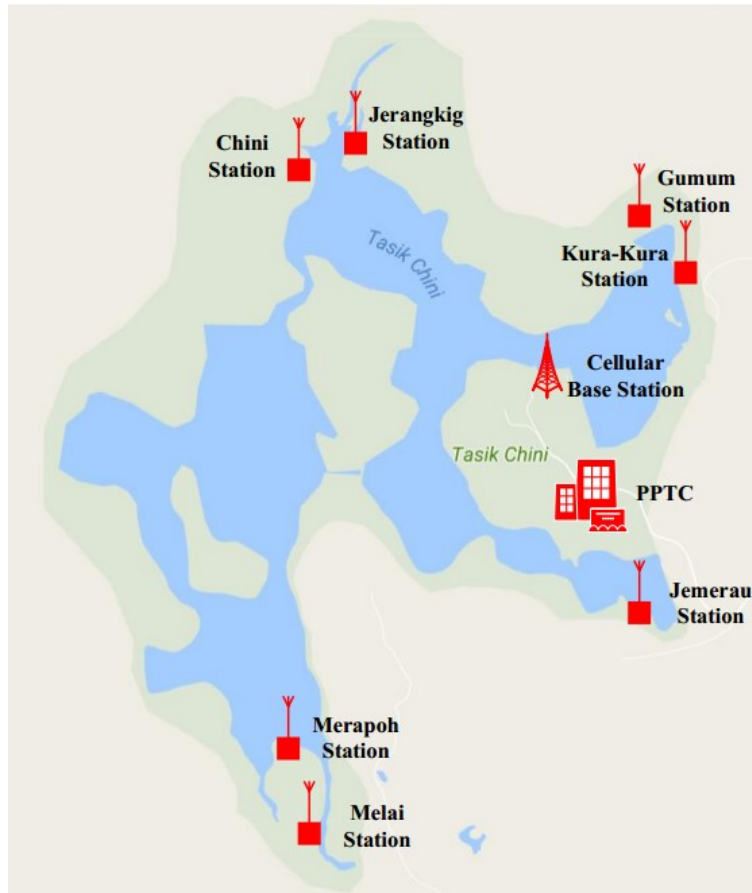 Jerangkig
Station
Chini
Station
Gumum
Station
Tasik Chini
Kura-Kura
Station
Cellular
Base Station
Tasik Chini
PPTC
Jemerau
Station
Merapoh
Station
Melai
Station